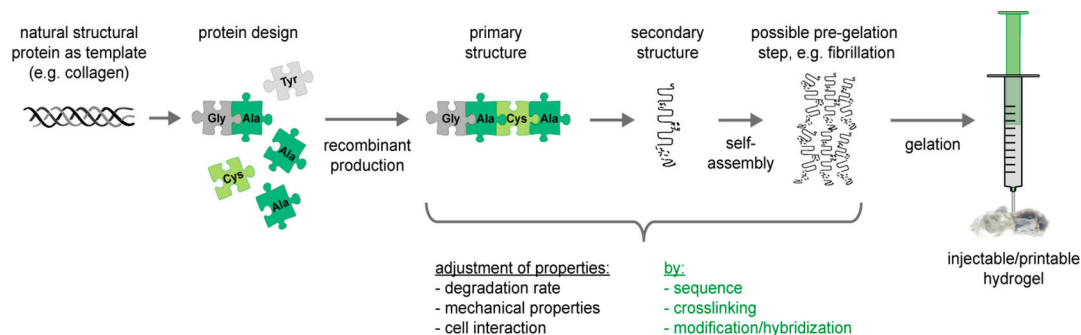 natural structural
protein as template
(e.g. collagen)
protein design
Tyr
Gly
Ala
Ala
Cys
Ala
recombinant
production
primary
structure
Gly
Ala
Cys
Ala
secondary
structure
self-
assembly
possible pre-gelation
step, e.g. fibrillation
gelation
injectable/printable
hydrogel
adjustment of properties:
- degradation rate
- mechanical properties
- cell interaction
by:
- sequence
- crosslinking
- modification/hybridization